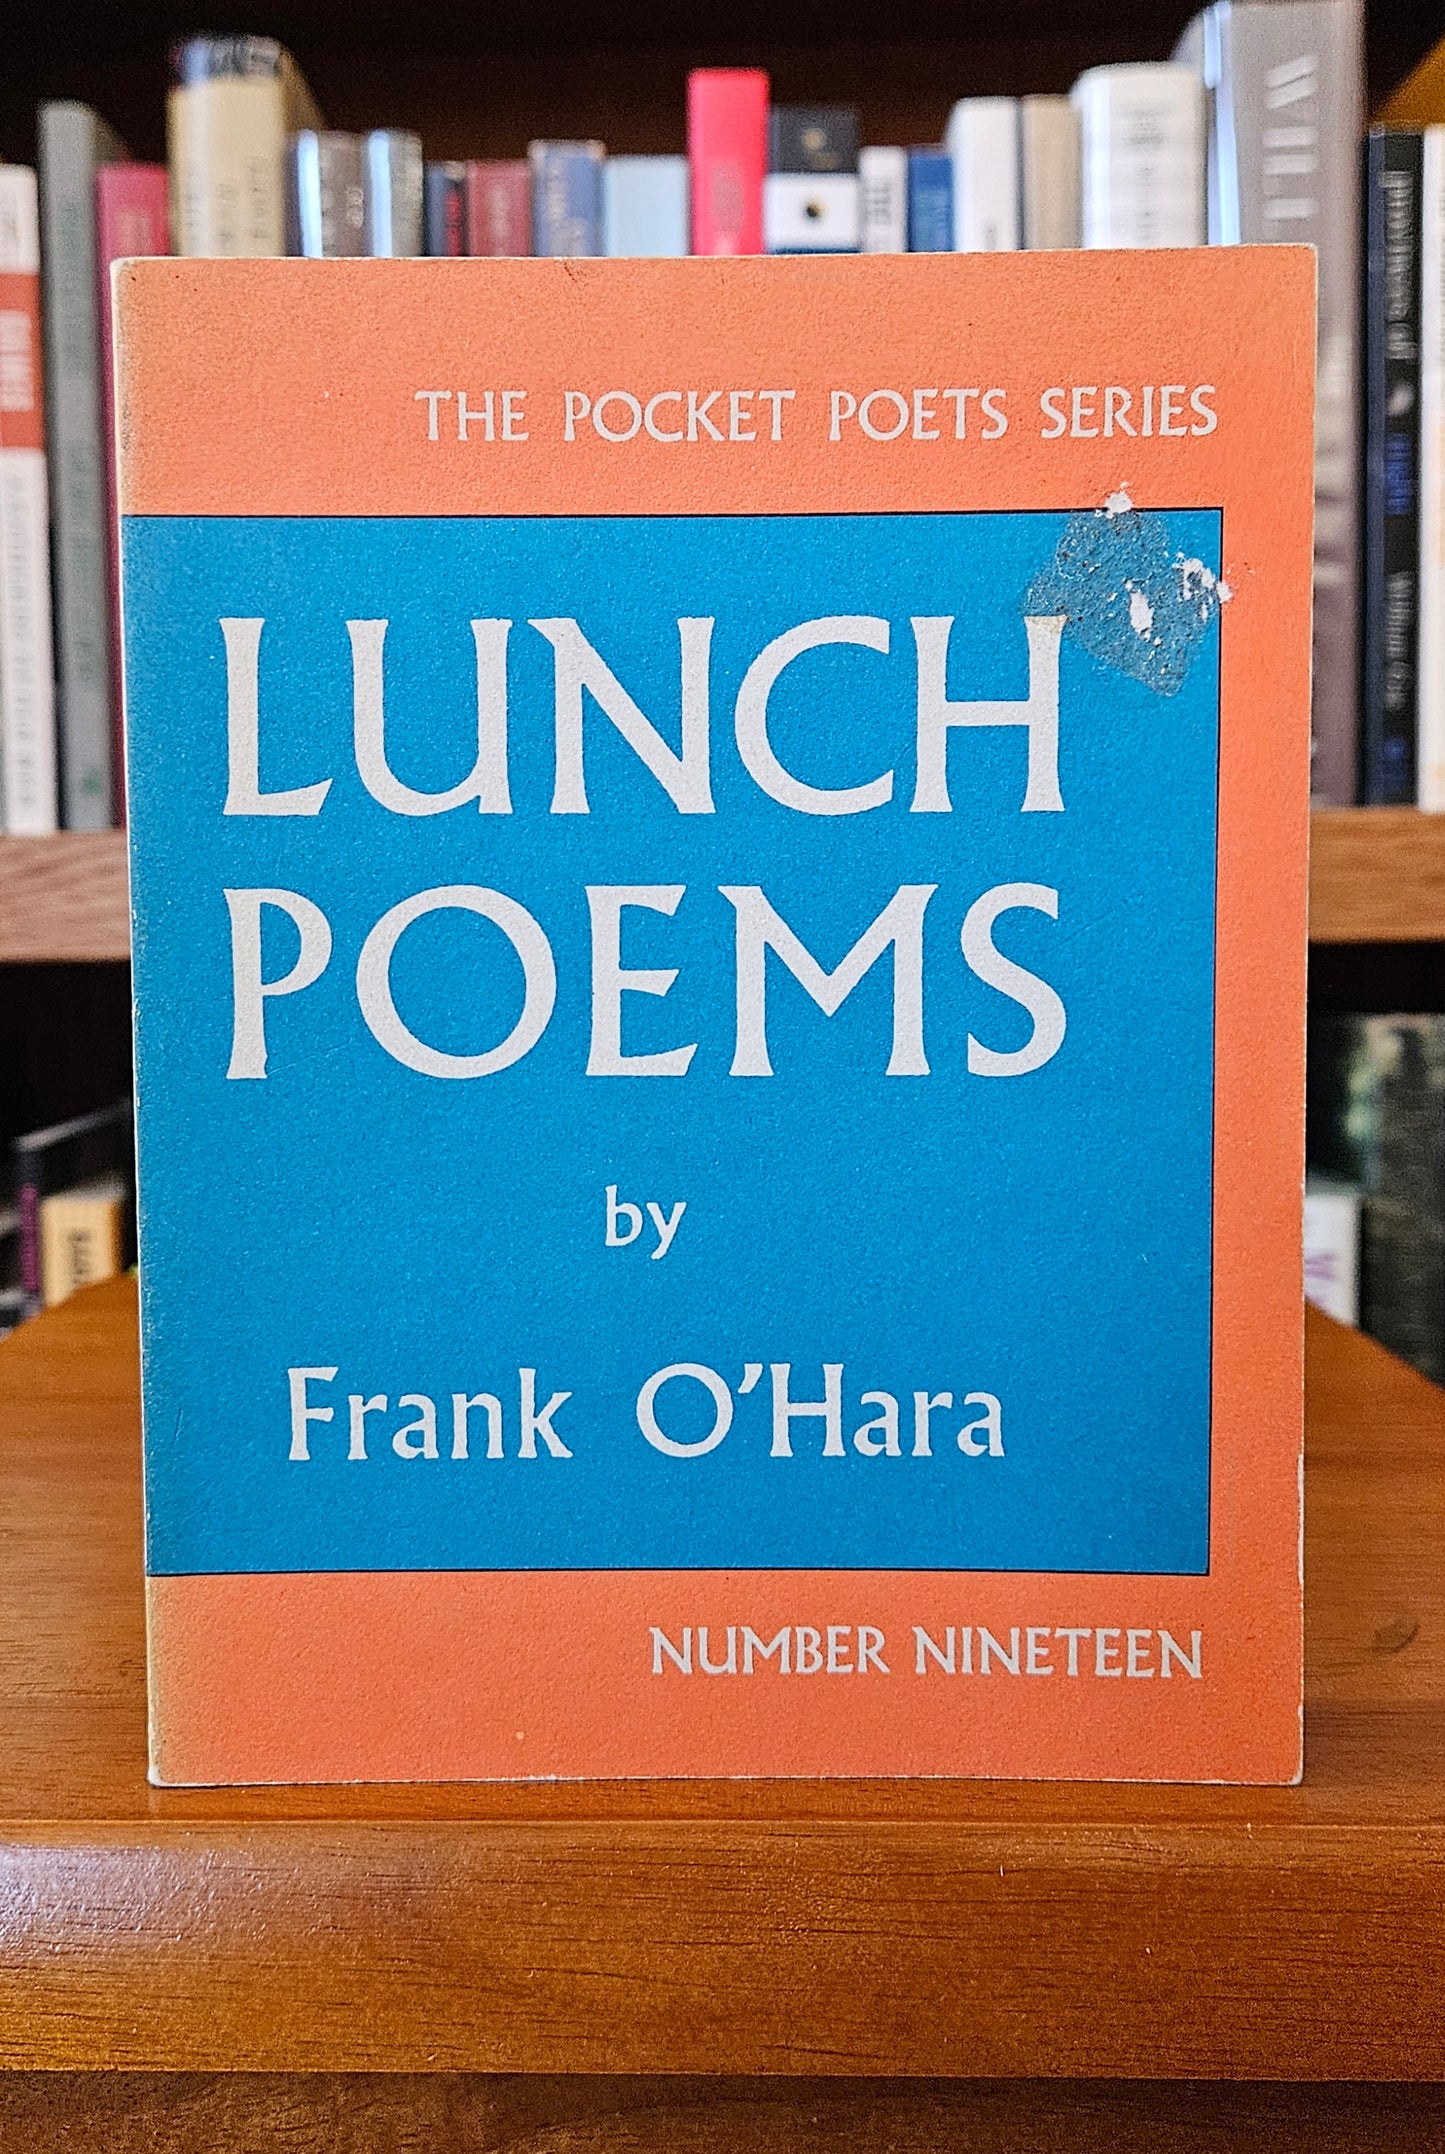 THE POCKET POETS SERIES
LUNCH
POEMS
by
Frank O'Hara
NUMBER NINETEEN